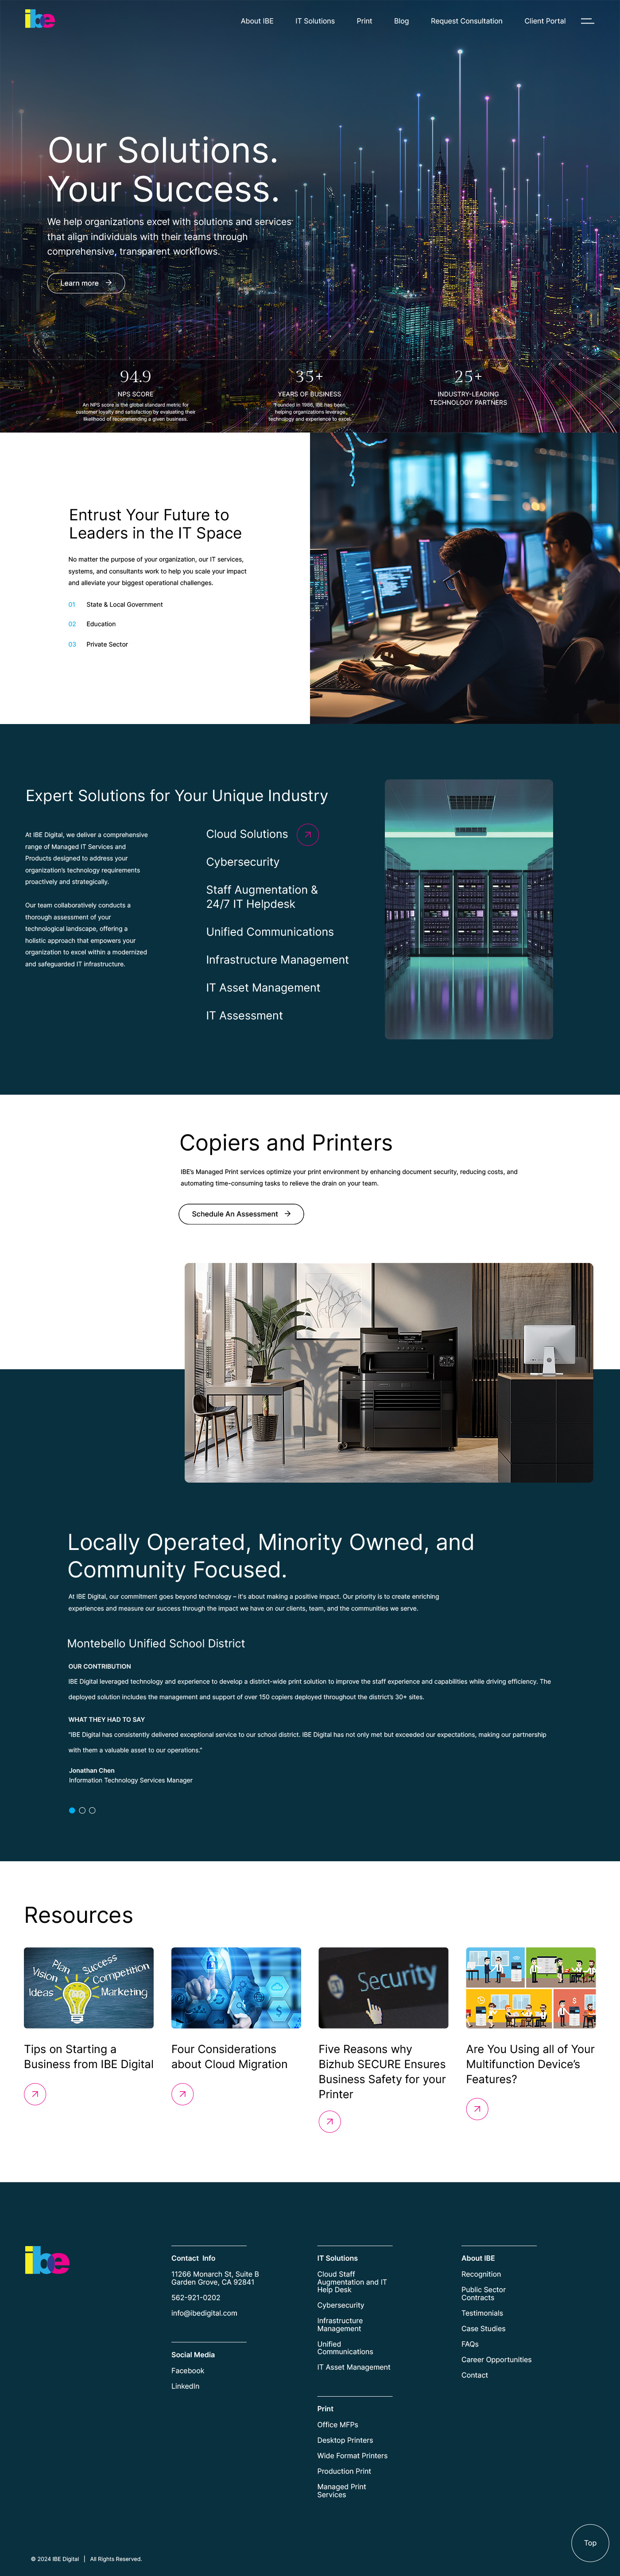 ibe
About IBE
IT Solutions
Print
Blog
Request Consultation
Client Portal
Our Solutions.
Your Success.
We help organizations excel with solutions and services
that align individuals with their teams through
comprehensive, transparent workflows.
Learn more
94.9
NPS SCORE
An NPS score is the global standard metric for
customer loyalty and satisfaction by evaluating their
likelihood of recommending a given business.
35+
YEARS OF BUSINESS
Founded in 1986, IBE has been
helping organizations leverage
technology and experience to excel.
25+
INDUSTRY-LEADING
TECHNOLOGY PARTNERS
Entrust Your Future to
Leaders in the IT Space
No matter the purpose of your organization, our IT services,
systems, and consultants work to help you scale your impact
and alleviate your biggest operational challenges.
01 State & Local Government
02 Education
03 Private Sector
Expert Solutions for Your Unique Industry
At IBE Digital, we deliver a comprehensive
range of Managed IT Services and
Products designed to address your
organization's technology requirements
proactively and strategically.
Our team collaboratively conducts a
thorough assessment of your
technological landscape, offering a
holistic approach that empowers your
organization to excel within a modernized
and safeguarded IT infrastructure.
Cloud Solutions
Cybersecurity
Staff Augmentation &
24/7 IT Helpdesk
Unified Communications
Infrastructure Management
IT Asset Management
IT Assessment
Copiers and Printers
IBE's Managed Print services optimize your print environment by enhancing document security, reducing costs, and
automating time-consuming tasks to relieve the drain on your team.
Schedule An Assessment
Locally Operated, Minority Owned, and
Community Focused.
At IBE Digital, our commitment goes beyond technology – it's about making a positive impact. Our priority is to create enriching
experiences and measure our success through the impact we have on our clients, team, and the communities we serve.
Montebello Unified School District
OUR CONTRIBUTION
IBE Digital leveraged technology and experience to develop a district-wide print solution to improve the staff experience and capabilities while driving efficiency. The
deployed solution includes the management and support of over 150 copiers deployed throughout the district's 30+ sites.
WHAT THEY HAD TO SAY
"IBE Digital has consistently delivered exceptional service to our school district. IBE Digital has not only met but exceeded our expectations, making our partnership
with them a valuable asset to our operations."
Jonathan Chen
Information Technology Services Manager
Resources
Vision
Plan
Success
Competition
Ideas
Marketing
Security
Tips on Starting a
Business from IBE Digital
Four Considerations
about Cloud Migration
Five Reasons why
Bizhub SECURE Ensures
Business Safety for your
Printer
Are You Using all of Your
Multifunction Device's
Features?
ibe
Contact Info
11266 Monarch St, Suite B
Garden Grove, CA 92841
562-921-0202
info@ibedigital.com
Social Media
Facebook
LinkedIn
IT Solutions
Cloud Staff
Augmentation and IT
Help Desk
Cybersecurity
Infrastructure
Management
Unified
Communications
IT Asset Management
Print
Office MFPs
Desktop Printers
Wide Format Printers
Production Print
Managed Print
Services
About IBE
Recognition
Public Sector
Contracts
Testimonials
Case Studies
FAQs
Career Opportunities
Contact
Top
© 2024 IBE Digital | All Rights Reserved.